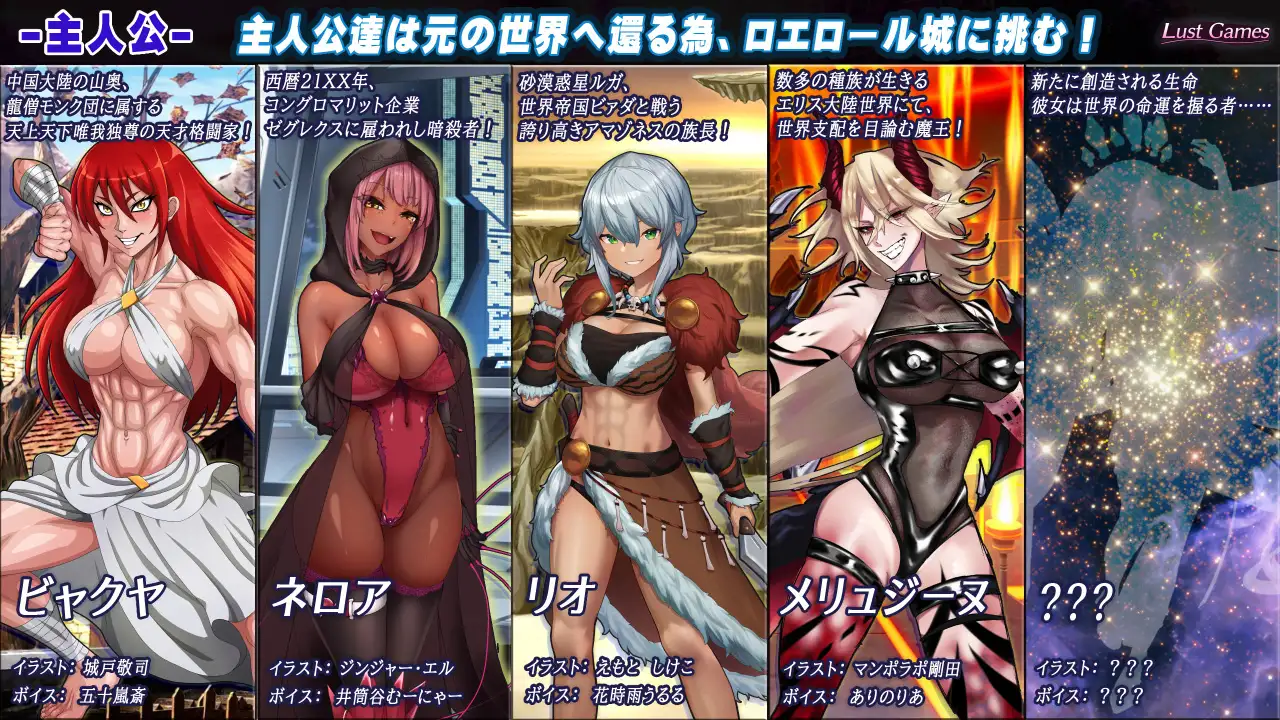 -主人公-
主人公達は元の世界へ還る為、ロエロール城に挑む！
Lust Games
中国大陸の山奥、
龍僧モンク団に属する
天上天下唯我独尊の天才格闘家！
ビャクヤ
イラスト：城戸敬司
ボイス：五十嵐斎
西暦21XX年、
コングロマリット企業
ゼグレクスに雇われし暗殺者！
ネロア
イラスト：ジンジャー・エル
ボイス：井筒谷むーにゃー
砂漠惑星ルガ、
世界帝国ビァダと戦う
誇り高きアマゾネスの族長！
リオ
イラスト：えもと しけこ
ボイス：花時雨うるる
数多の種族が生きる
エリス大陸世界にて、
世界支配を目論む魔王！
メリュジーヌ
イラスト：マンポラポ剛田
ボイス：ありのりあ
新たに創造される生命
彼女は世界の命運を握る者……
???
イラスト：？？？
ボイス：？？？